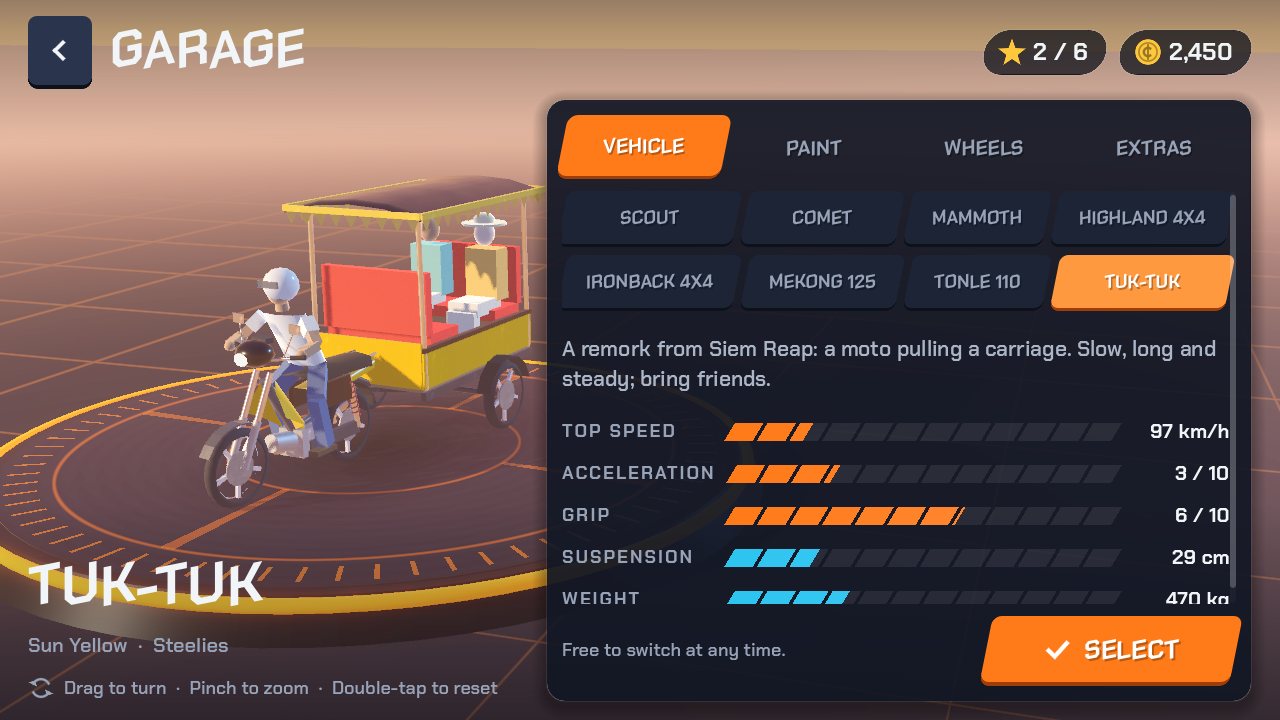 GARAGE
2 / 6
2,450
VEHICLE
PAINT
WHEELS
EXTRAS
SCOUT
COMET
MAMMOTH
HIGHLAND 4X4
IRONBACK 4X4
MEKONG 125
TONLE 110
TUK-TUK
A remork from Siem Reap: a moto pulling a carriage. Slow, long and
steady; bring friends.
TOP SPEED 97 km/h
ACCELERATION 3 / 10
GRIP 6 / 10
SUSPENSION 29 cm
WEIGHT 470 kg
Free to switch at any time.
SELECT
TUK-TUK
Sun Yellow · Steelies
Drag to turn · Pinch to zoom · Double-tap to reset